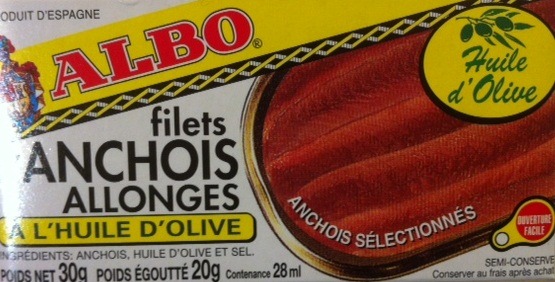 ODUIT D'ESPAGNE
ALBO®
Huile
d'Olive
filets
ANCHOIS
ALLONGES
A L'HUILE D'OLIVE
ANCHOIS SÉLECTIONNÉS
OUVERTURE
FACILE
INGRÉDIENTS: ANCHOIS, HUILE D'OLIVE ET SEL.
POIDS NET 30g POIDS ÉGOUTTÉ 20g Contenance 28 ml
SEMI-CONSERVE
Conserver au frais après achat